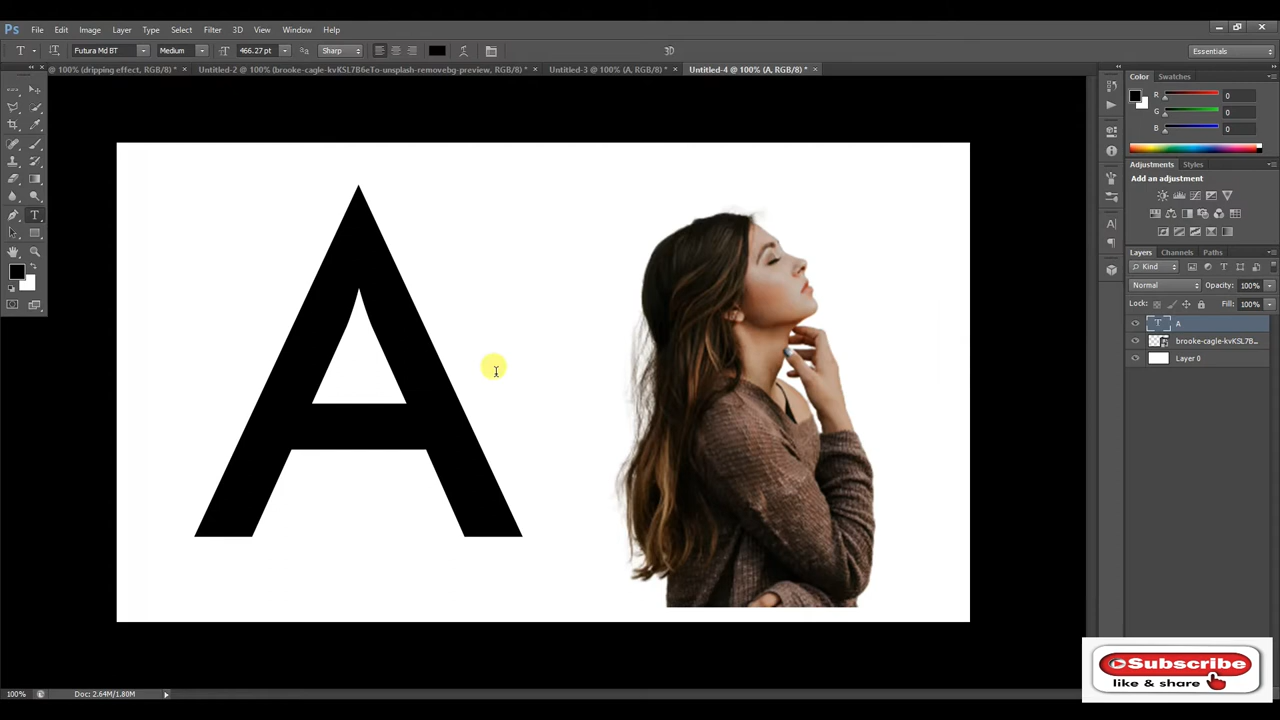 Ps File Edit Image Layer Type Select Filter 3D View Window Help
T Futura Md BT Medium 466.27 pt Sharp 3D Essentials
@ 100% (dripping effect, RGB/8) * × Untitled-2 @ 100% (brooke-cagle-kvKSL7B6eTo-unsplash-removebg-preview, RGB/8) * × Untitled-3 @ 100% (A, RGB/8) * × Untitled-4 @ 100% (A, RGB/8) * ×
Color Swatches
R 0
G 0
B 0
Adjustments Styles
Add an adjustment
A
Layers Channels Paths
Kind
Normal Opacity: 100%
Lock: Fill: 100%
T A
brooke-cagle-kvKSL7B...
Layer 0
Subscribe
like & share
100% Doc: 2.64M/1.80M